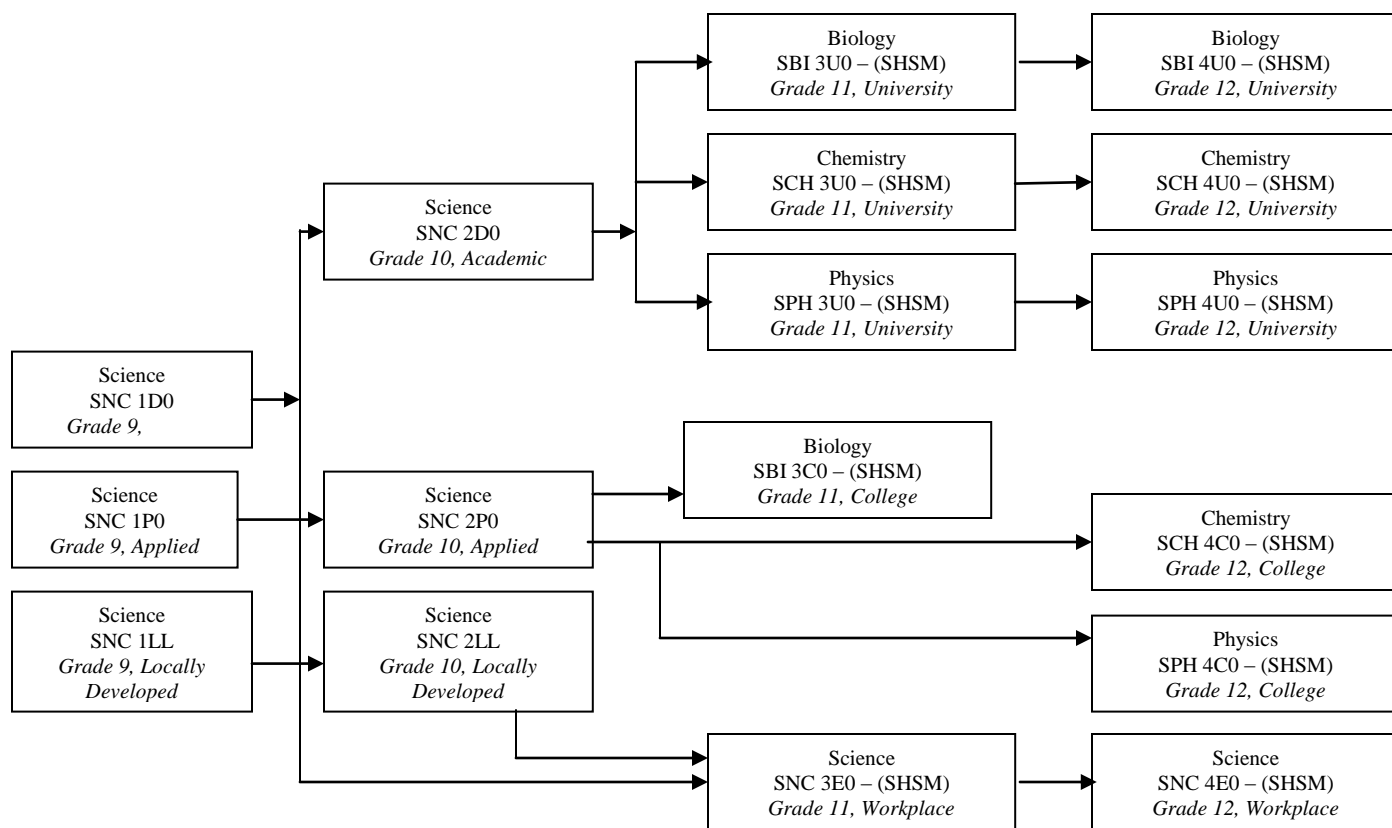 Biology
SBI 3U0 – (SHSM)
Grade 11, University
Biology
SBI 4U0 – (SHSM)
Grade 12, University
Chemistry
SCH 3U0 – (SHSM)
Grade 11, University
Chemistry
SCH 4U0 – (SHSM)
Grade 12, University
Science
SNC 2D0
Grade 10, Academic
Physics
SPH 3U0 – (SHSM)
Grade 11, University
Physics
SPH 4U0 – (SHSM)
Grade 12, University
Science
SNC 1D0
Grade 9,
Biology
SBI 3C0 – (SHSM)
Grade 11, College
Science
SNC 1P0
Grade 9, Applied
Science
SNC 2P0
Grade 10, Applied
Chemistry
SCH 4C0 – (SHSM)
Grade 12, College
Science
SNC 1LL
Grade 9, Locally
Developed
Science
SNC 2LL
Grade 10, Locally
Developed
Physics
SPH 4C0 – (SHSM)
Grade 12, College
Science
SNC 3E0 – (SHSM)
Grade 11, Workplace
Science
SNC 4E0 – (SHSM)
Grade 12, Workplace